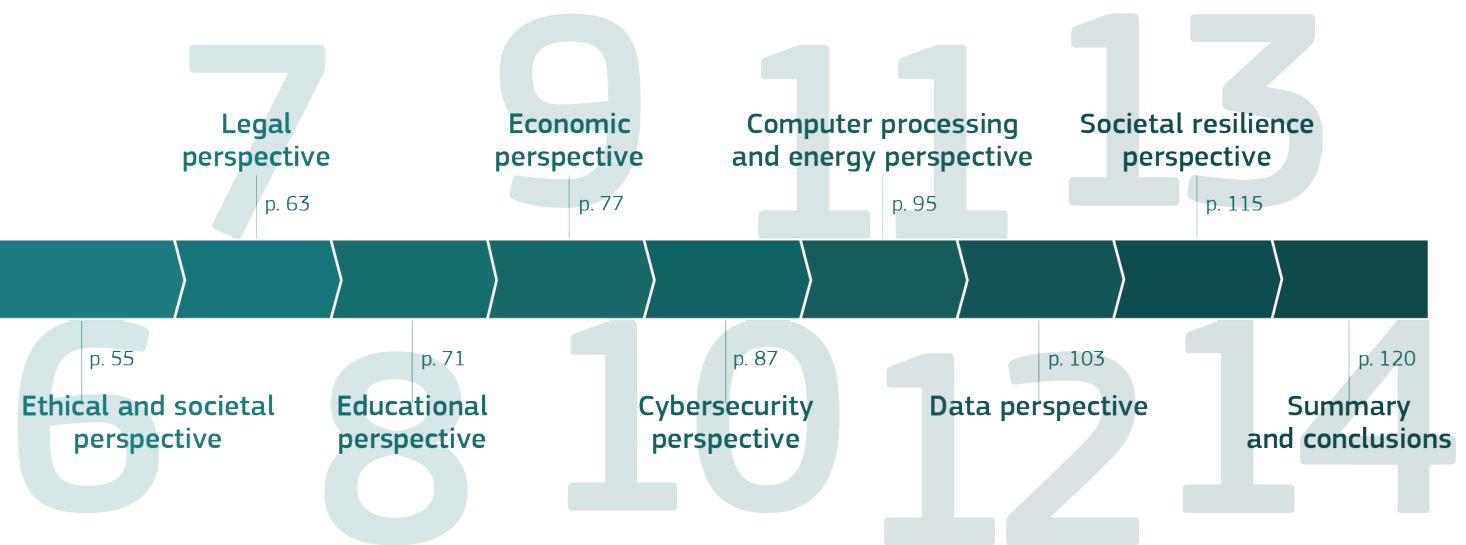 6
Ethical and societal
perspective
p. 55
7
Legal
perspective
p. 63
8
Educational
perspective
p. 71
9
Economic
perspective
p. 77
10
Cybersecurity
perspective
p. 87
11
Computer processing
and energy perspective
p. 95
12
Data perspective
p. 103
13
Societal resilience
perspective
p. 115
14
Summary
and conclusions
p. 120